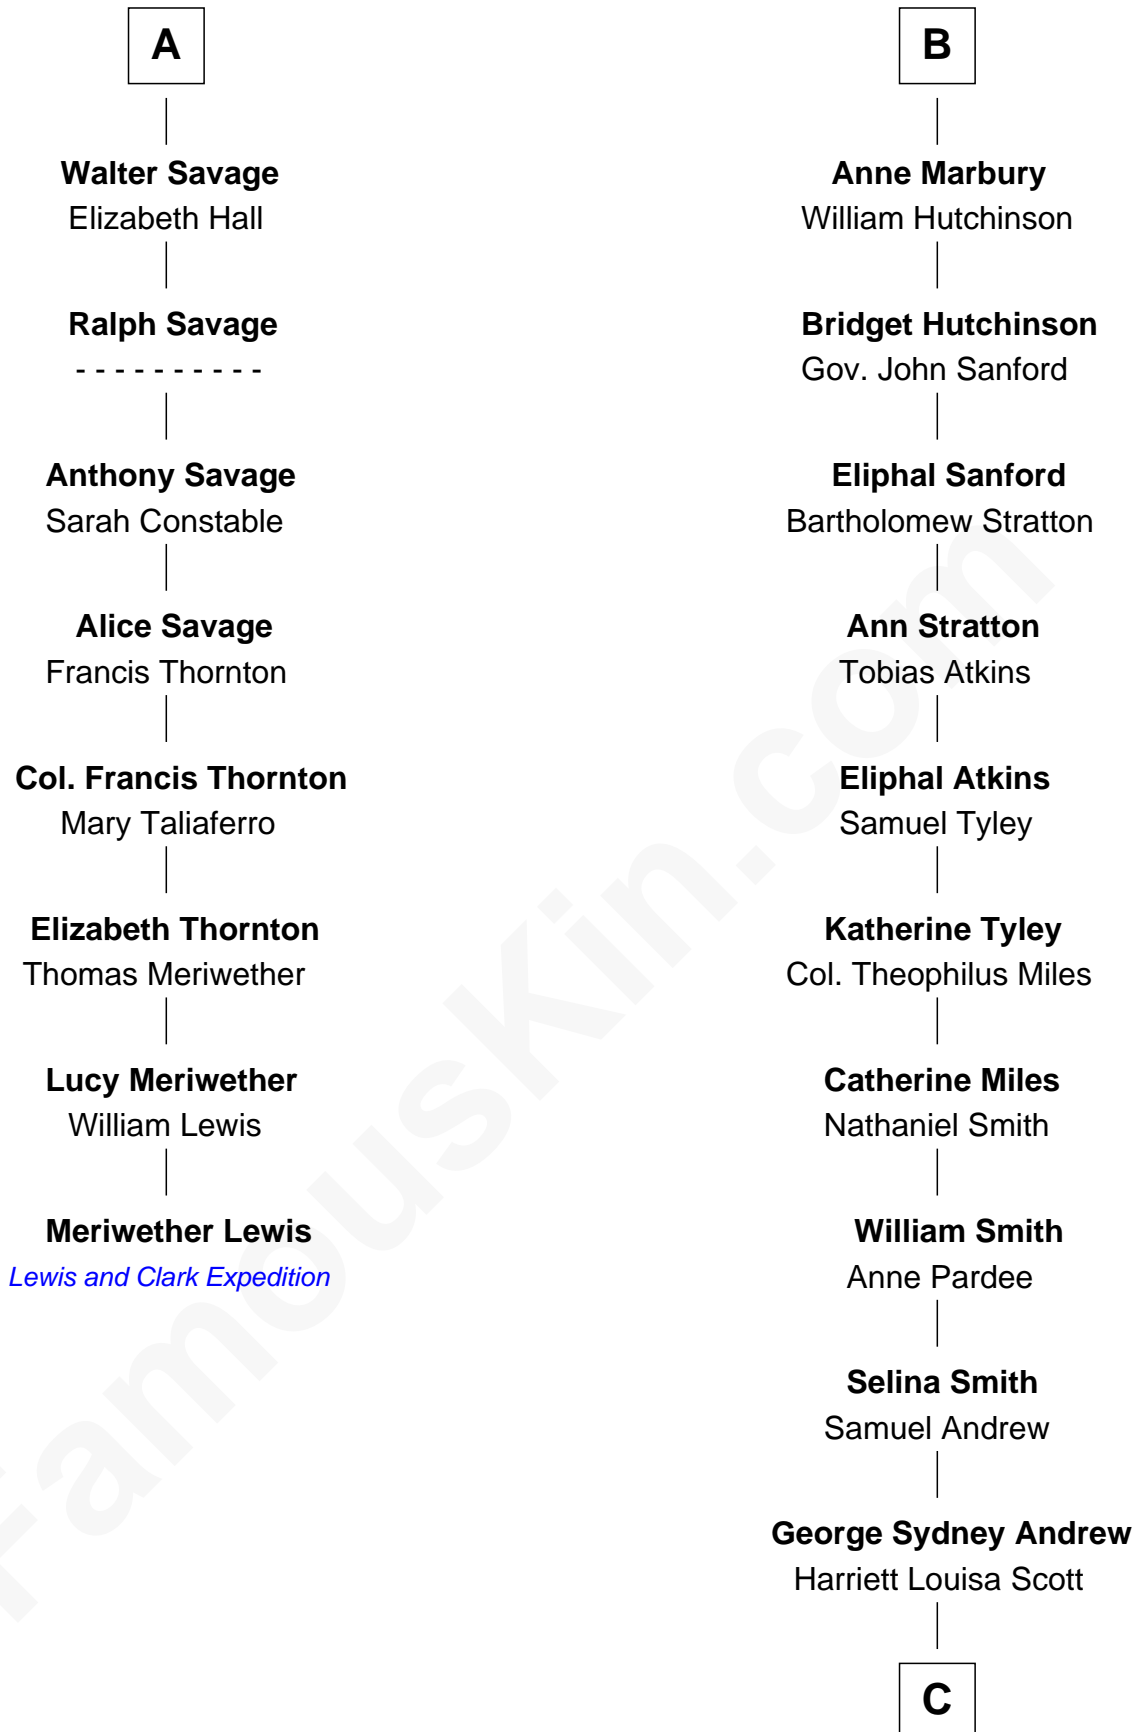 A
Walter Savage
Elizabeth Hall
Ralph Savage
- - - - - - - - - -
Anthony Savage
Sarah Constable
Alice Savage
Francis Thornton
Col. Francis Thornton
Mary Taliaferro
Elizabeth Thornton
Thomas Meriwether
Lucy Meriwether
William Lewis
Meriwether Lewis
Lewis and Clark Expedition
B
Anne Marbury
William Hutchinson
Bridget Hutchinson
Gov. John Sanford
Eliphal Sanford
Bartholomew Stratton
Ann Stratton
Tobias Atkins
Eliphal Atkins
Samuel Tyley
Katherine Tyley
Col. Theophilus Miles
Catherine Miles
Nathaniel Smith
William Smith
Anne Pardee
Selina Smith
Samuel Andrew
George Sydney Andrew
Harriett Louisa Scott
C
FamousKin.com